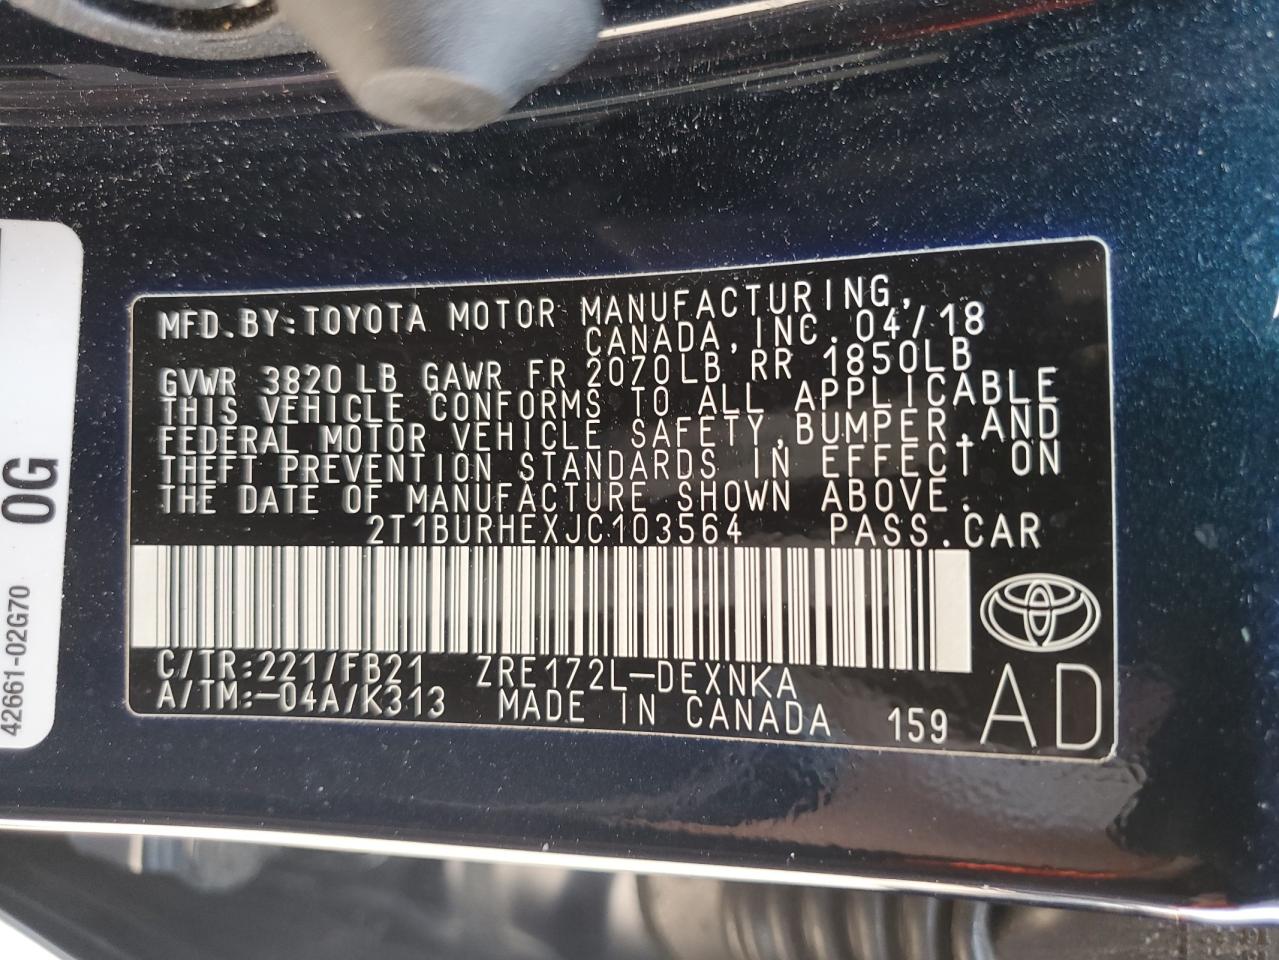 MFD.BY:TOYOTA MOTOR MANUFACTURING,
CANADA,INC.04/18
GVWR 3820LB GAWR FR 2070LB RR 1850LB
THIS VEHICLE CONFORMS TO ALL APPLICABLE
FEDERAL MOTOR VEHICLE SAFETY,BUMPER,AND
THEFT PREVENTION STANDARDS IN EFFECT ON
THE DATE OF MANUFACTURE SHOWN ABOVE.
2T1BURHEXJC103564 PASS.CAR
C/TR:221/FB21 ZRE172L-DEXNKA
A/TM:-04A/K313 MADE IN CANADA 159
AD
0G
42661-02G70